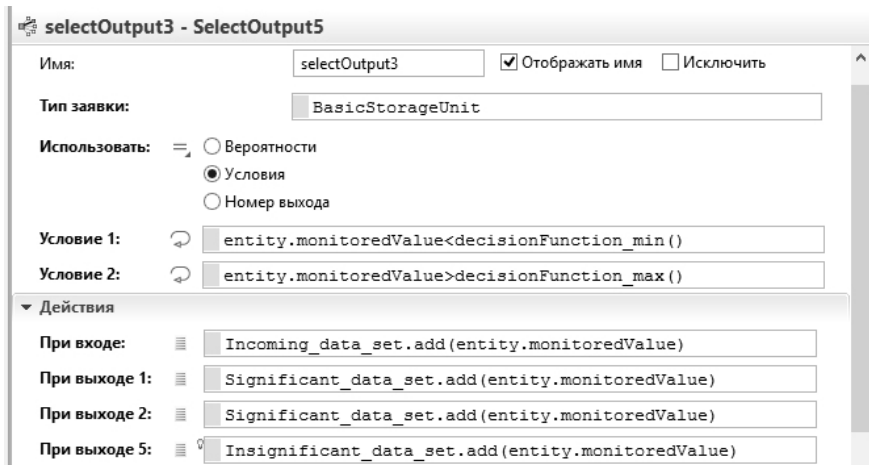 selectOutput3 - SelectOutput5
Имя: selectOutput3 Отображать имя Исключить
Тип заявки: BasicStorageUnit
Использовать: Вероятности
Условия
Номер выхода
Условие 1: entity.monitoredValue<decisionFunction_min()
Условие 2: entity.monitoredValue>decisionFunction_max()
Действия
При входе: Incoming_data_set.add(entity.monitoredValue)
При выходе 1: Significant_data_set.add(entity.monitoredValue)
При выходе 2: Significant_data_set.add(entity.monitoredValue)
При выходе 5: Insignificant_data_set.add(entity.monitoredValue)